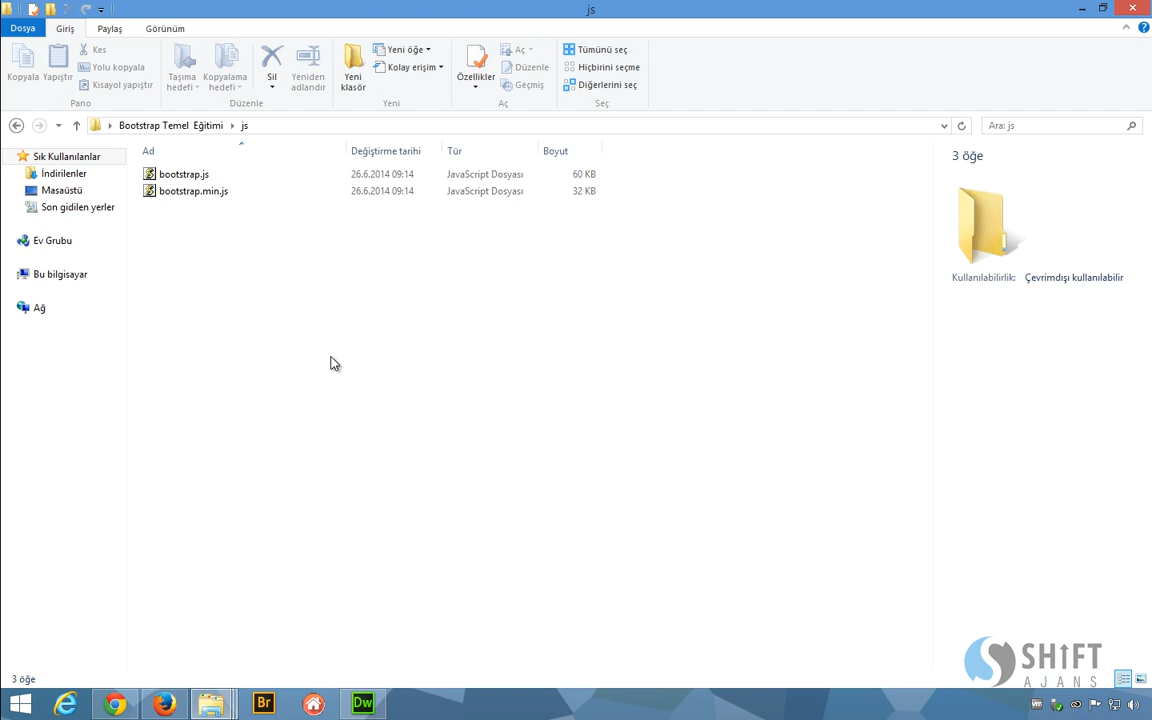 js
Dosya Giriş Paylaş Görünüm
Kopyala
Yapıştır
Kes
Yolu kopyala
Kısayol yapıştır
Pano
Taşıma hedefi
Kopyalama hedefi
Sil
Yeniden adlandır
Düzenle
Yeni klasör
Yeni öğe
Kolay erişim
Yeni
Özellikler
Aç
Düzenle
Geçmiş
Aç
Tümünü seç
Hiçbirini seçme
Diğerlerini seç
Seç
Bootstrap Temel Eğitimi js
Ara: js
Sık Kullanılanlar
İndirilenler
Masaüstü
Son gidilen yerler
Ev Grubu
Bu bilgisayar
Ağ
Ad Değiştirme tarihi Tür Boyut
bootstrap.js 26.6.2014 09:14 JavaScript Dosyası 60 KB
bootstrap.min.js 26.6.2014 09:14 JavaScript Dosyası 32 KB
3 öğe
Kullanılabilirlik: Çevrimdışı kullanılabilir
3 öğe
SHIFT
AJANS
Br
Dw